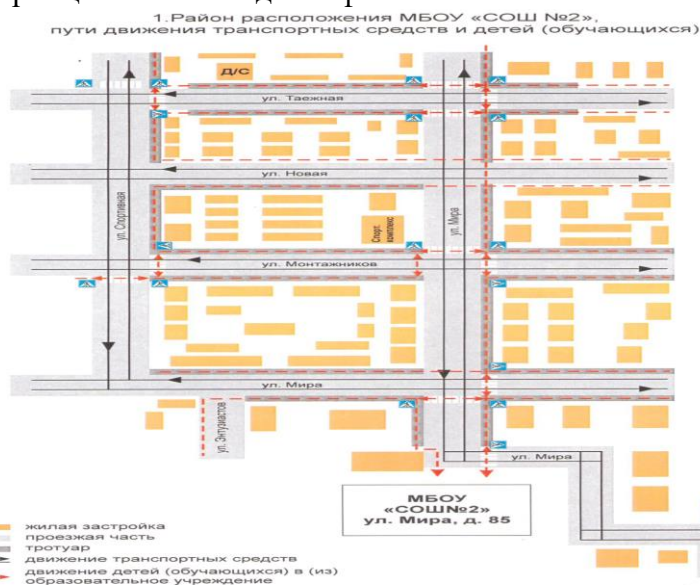 1.Район расположения МБОУ «СОШ №2»,
пути движения транспортных средств и детей (обучающихся)
Д/С
ул. Таежная
ул. Новая
ул. Спортивная
ул. Мира
Спорт. комплекс
ул. Монтажников
ул. Мира
ул. Энтузиастов
ул. Мира
МБОУ
«СОШ№2»
ул. Мира, д. 85
жилая застройка
проезжая часть
тротуар
движение транспортных средств
движение детей (обучающихся) в (из)
образовательное учреждение